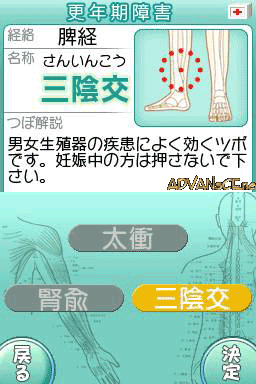 更年期障害
経絡 脾経
名称 さんいんこう
三陰交
つぼ解説
男女生殖器の疾患によく効くツボ
です。妊娠中の方は押さないで下
さい。
ADVANsCEne
太衝
腎兪 三陰交
戻る 決定